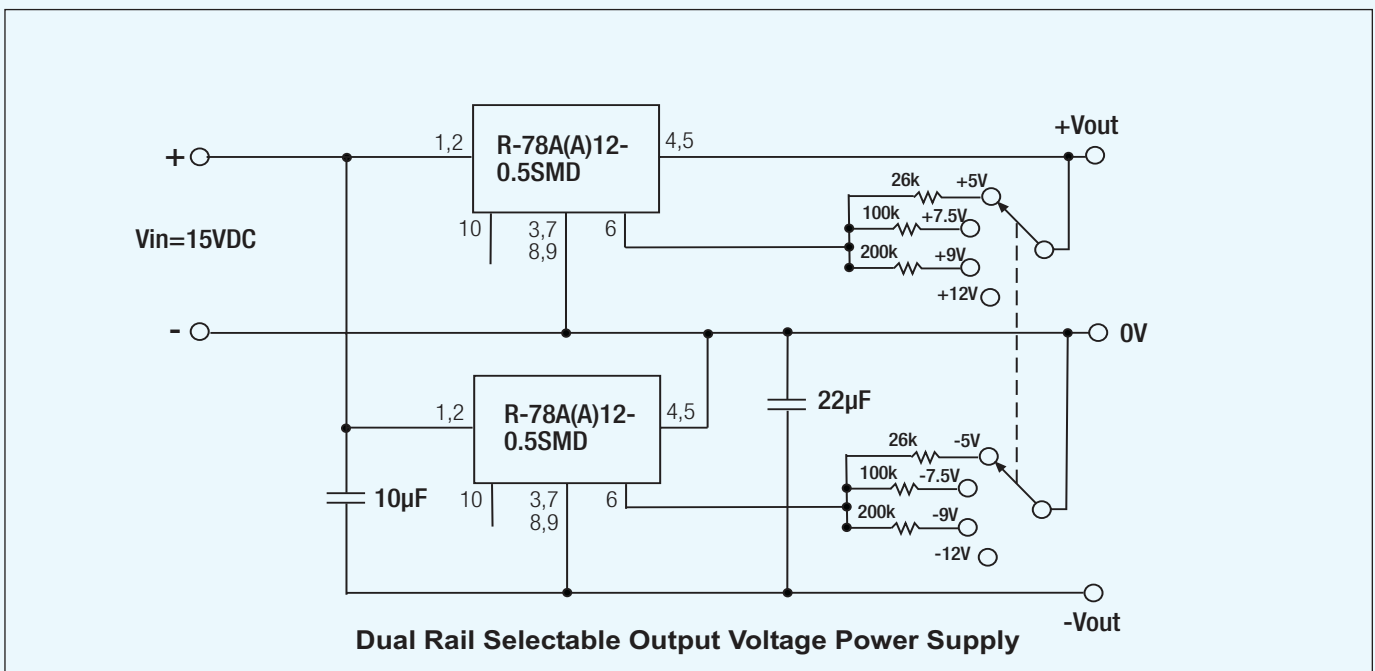 +Vout
1,2
R-78A(A)12-
0.5SMD
4,5
+
26k
+5V
10
3,7
8,9
6
100k
+7.5V
Vin=15VDC
200k
+9V
+12V
-
0V
1,2
R-78A(A)12-
0.5SMD
4,5
22µF
26k
-5V
10µF
10
3,7
8,9
6
100k
-7.5V
200k
-9V
-12V
-Vout
Dual Rail Selectable Output Voltage Power Supply